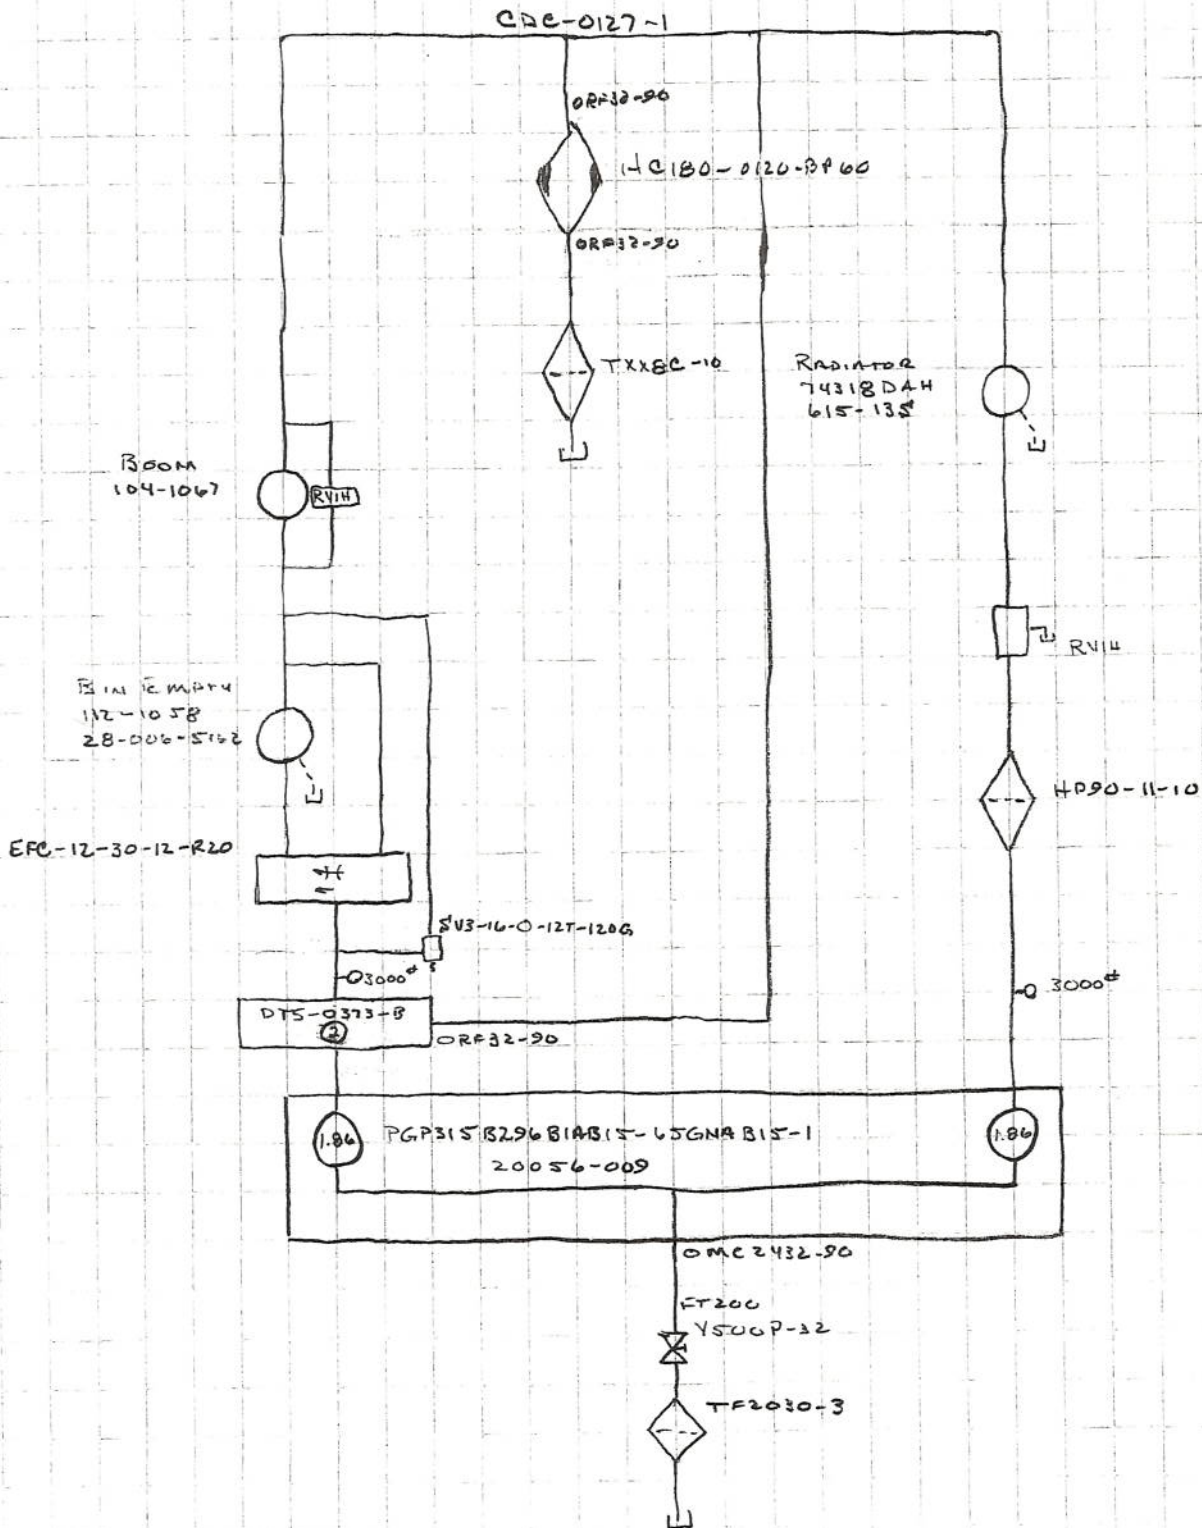 CDC-0127-1
ORF32-90
HC180-0120-BP60
ORF32-90
TXX8C-10
RADIATOR
74318DAH
615-135
BOOM
104-1067
RV1H
RV1H
BIN EMPTY
112-1058
28-006-5162
HP90-11-10
EFC-12-30-12-R20
SV3-16-0-12T-120G
3000#
3000#
DTS-0373-B
2
ORF32-90
1.86
PGP315B296B1AB15-65GNAB15-1
1.86
20056-009
OMC2432-90
FT200
V500P-32
TF2030-3